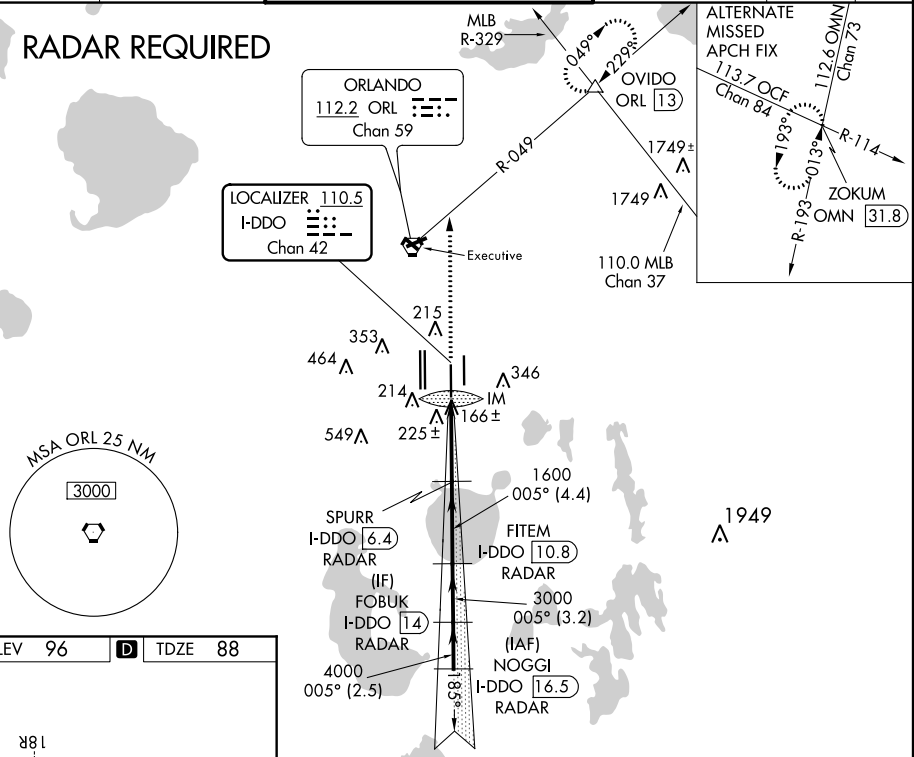 RADAR REQUIRED
MLB
R-329
049°
229°
OVIDO
ORL 13
ALTERNATE
MISSED
APCH FIX
112.6 OMN
Chan 73
113.7 OCF
Chan 84
193°
013°
R-114
R-193
ZOKUM
OMN 31.8
ORLANDO
112.2 ORL
Chan 59
R-049
1749±
1749
110.0 MLB
Chan 37
LOCALIZER 110.5
I-DDO
Chan 42
Executive
215
353
464
346
214
IM
166±
225±
549
MSA ORL 25 NM
3000
1600
005° (4.4)
SPURR
I-DDO 6.4
RADAR
FITEM
I-DDO 10.8
RADAR
1949
(IF)
FOBUK
I-DDO 14
RADAR
3000
005° (3.2)
(IAF)
NOGGI
I-DDO 16.5
RADAR
4000
005° (2.5)
185°
LEV 96 D TDZE 88
18R